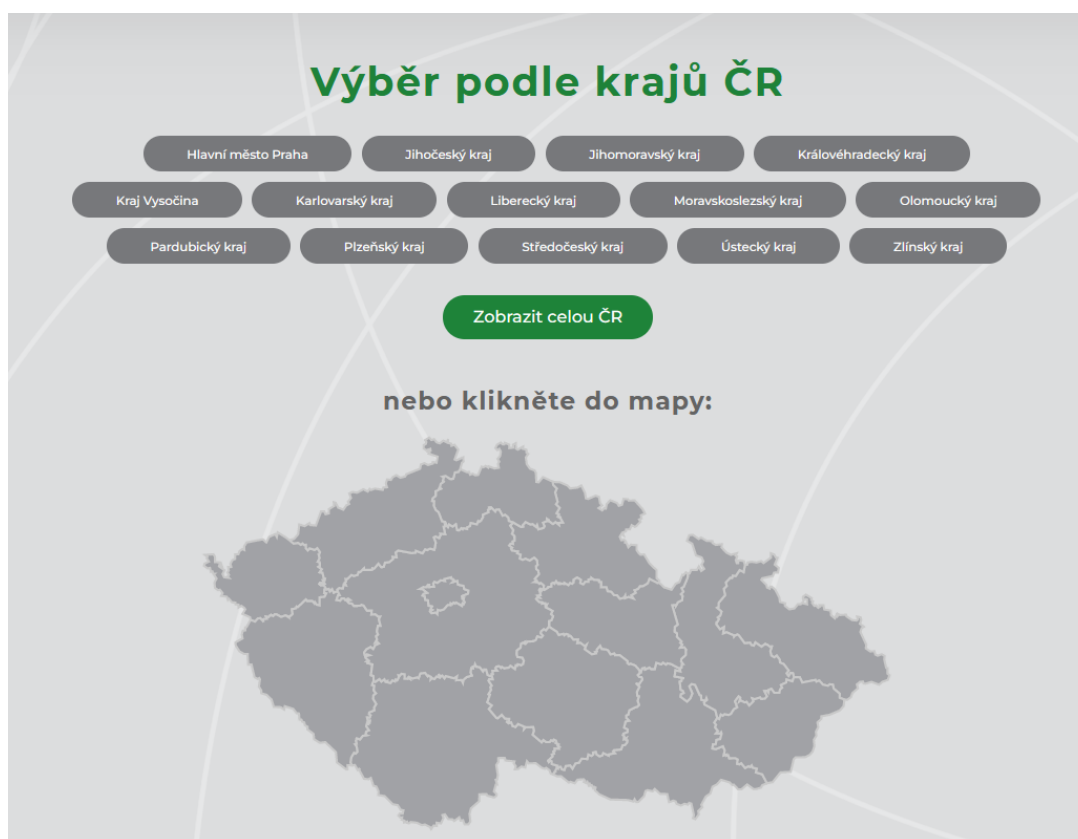 Výběr podle krajů ČR
Hlavní město Praha Jihočeský kraj Jihomoravský kraj Královéhradecký kraj
Kraj Vysočina Karlovarský kraj Liberecký kraj Moravskoslezský kraj Olomoucký kraj
Pardubický kraj Plzeňský kraj Středočeský kraj Ústecký kraj Zlínský kraj
Zobrazit celou ČR
nebo klikněte do mapy: